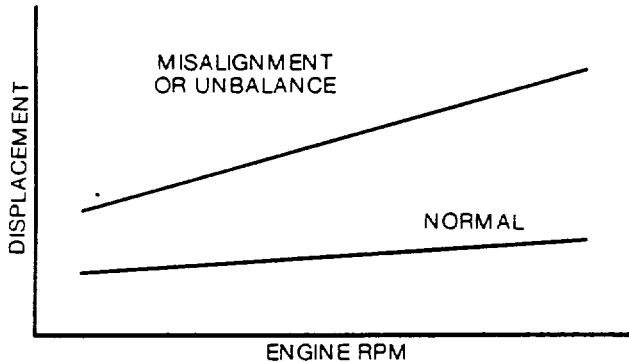 MISALIGNMENT
OR UNBALANCE
DISPLACEMENT
NORMAL
ENGINE RPM